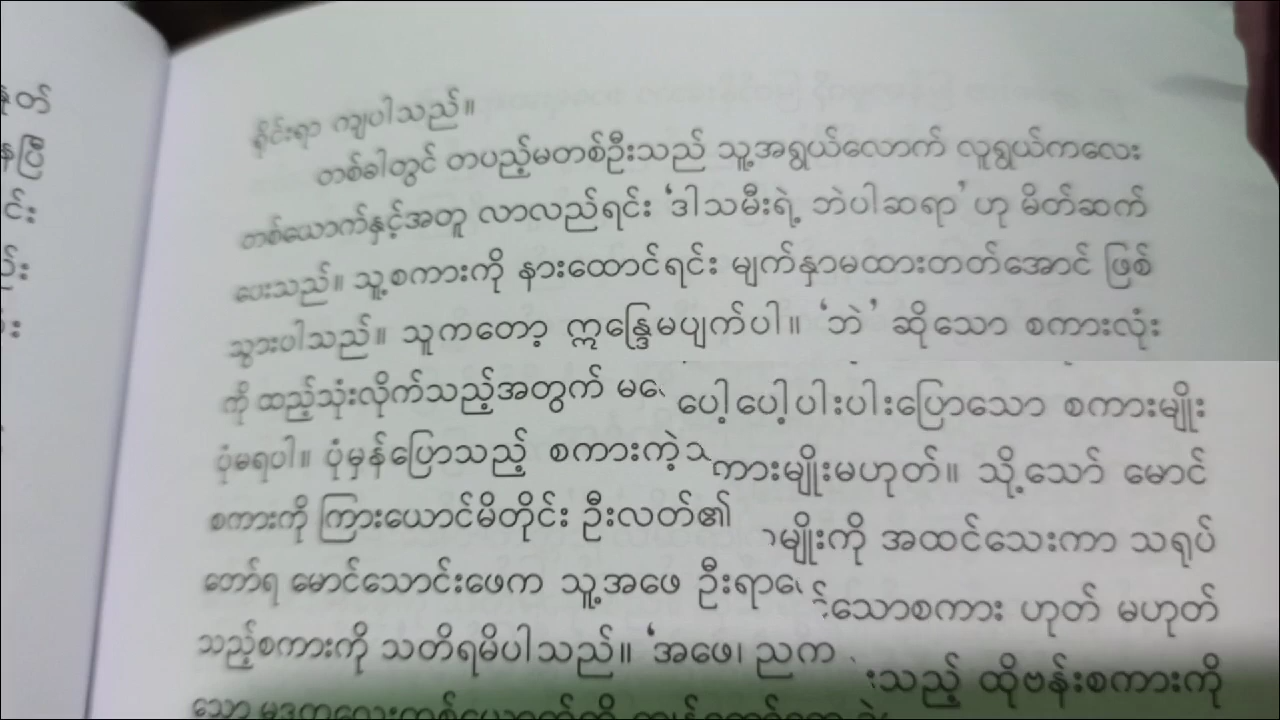 နုတ်
နပြီ
င်း
ည်း
ရိုင်းရာ ကျပါသည်။
တစ်ခါတွင် တပည့်မတစ်ဦးသည် သူ့အရွယ်လောက် လူရွယ်ကလေး
တစ်ယောက်နှင့်အတူ လာလည်ရင်း ‘ဒါသမီးရဲ့ ဘဲပါဆရာ’ ဟု မိတ်ဆက်
ပေးသည်။ သူ့စကားကို နားထောင်ရင်း မျက်နှာမထားတတ်အောင် ဖြစ်
သွားပါသည်။ သူကတော့ ဣန္ဒြေမပျက်ပါ။ ‘ဘဲ’ ဆိုသော စကားလုံး
ကို ထည့်သုံးလိုက်သည့်အတွက် ပေါ့ပေါ့ပါးပါးပြောသော စကားမျိုး
ပုံမရပါ။ ပုံမှန်ပြောသည့် စကားကဲ့သ ကားမျိုးမဟုတ်။ သို့သော် မောင်
စကားကို ကြားယောင်မိတိုင်း ဦးလတ်၏ မျိုးကို အထင်သေးကာ သရုပ်
တော်ရ မောင်သောင်းဖေက သူ့အဖေ ဦးရာ သောစကား ဟုတ် မဟုတ်
သည့်စကားကို သတိရမိပါသည်။ ‘အဖေ၊ ညက းသည့် ထိုဗန်းစကားကို